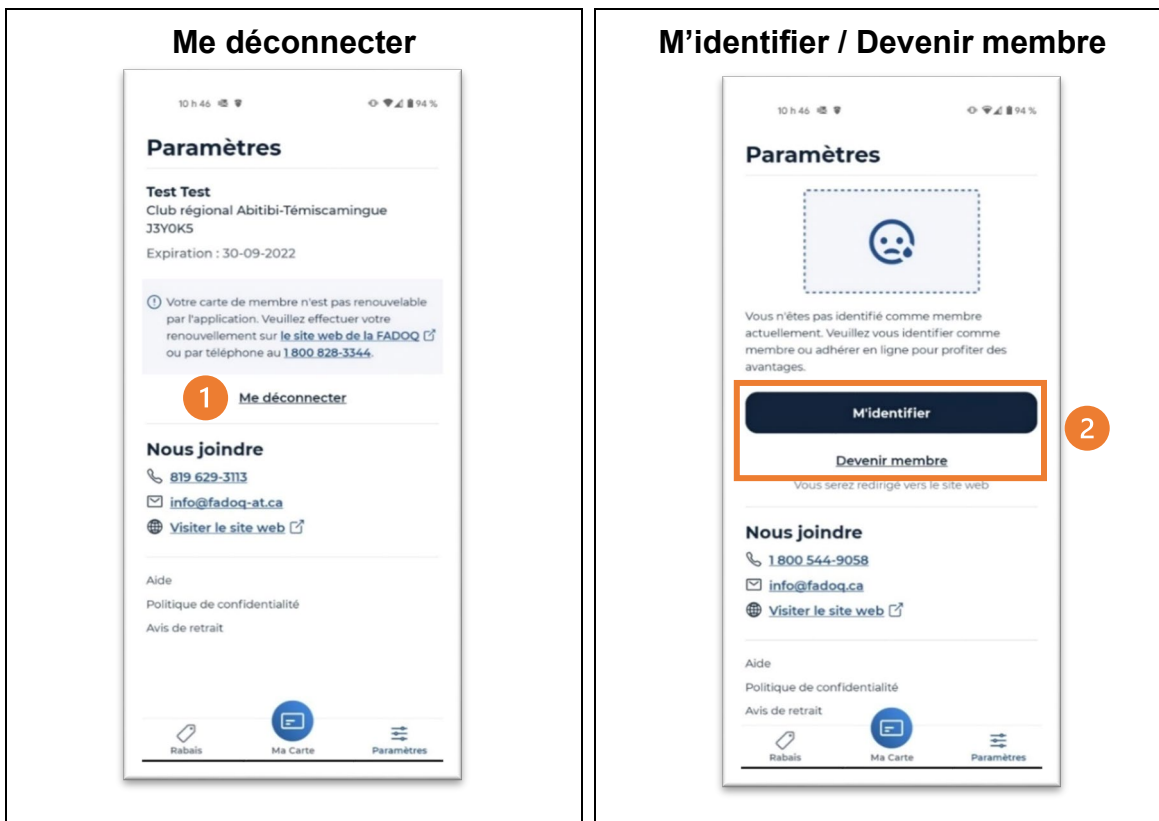 Me déconnecter
10 h 46
94 %
Paramètres
Test Test
Club régional Abitibi-Témiscamingue
J3Y0K5
Expiration : 30-09-2022
Votre carte de membre n'est pas renouvelable
par l'application. Veuillez effectuer votre
renouvellement sur le site web de la FADOQ
ou par téléphone au 1 800 828-3344.
1
Me déconnecter
Nous joindre
819 629-3113
info@fadoq-at.ca
Visiter le site web
Aide
Politique de confidentialité
Avis de retrait
Rabais
Ma Carte
Paramètres
M'identifier / Devenir membre
10 h 46
94 %
Paramètres
Vous n'êtes pas identifié comme membre
actuellement. Veuillez vous identifier comme
membre ou adhérer en ligne pour profiter des
avantages.
M'identifier
2
Devenir membre
Vous serez redirigé vers le site web
Nous joindre
1 800 544-9058
info@fadoq.ca
Visiter le site web
Aide
Politique de confidentialité
Avis de retrait
Rabais
Ma Carte
Paramètres